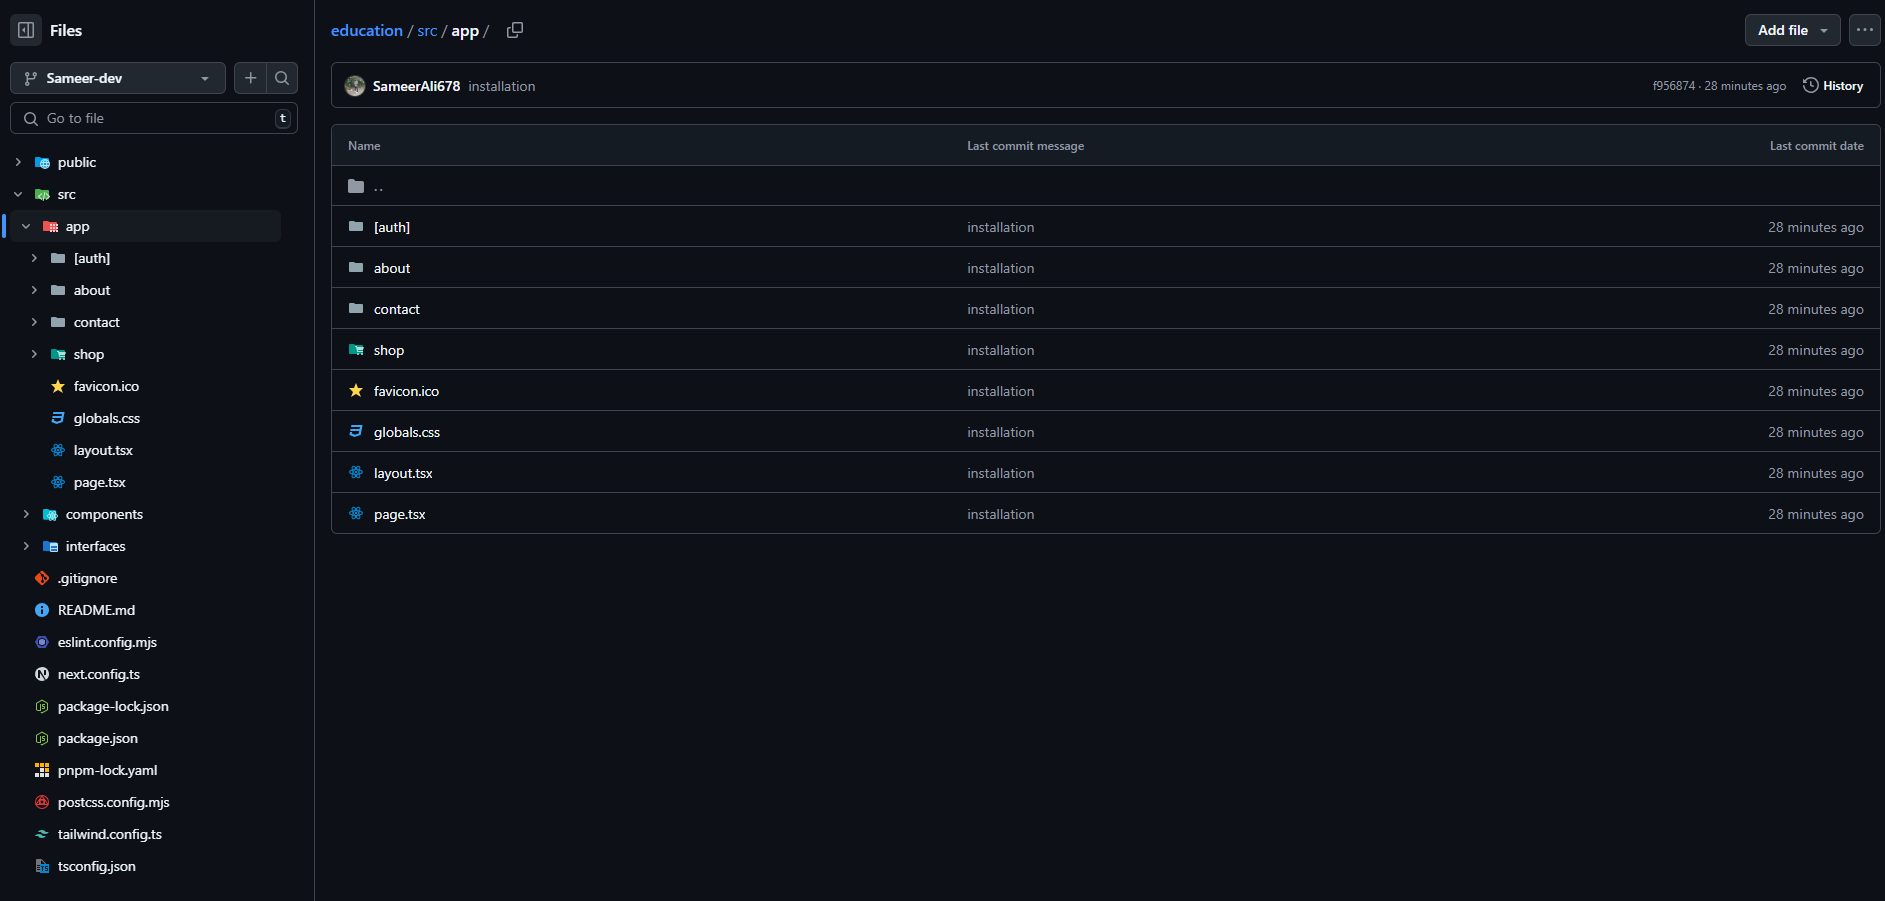 Files
Sameer-dev
Go to file
t
public
src
app
[auth]
about
contact
shop
favicon.ico
globals.css
layout.tsx
page.tsx
components
interfaces
.gitignore
README.md
eslint.config.mjs
next.config.ts
package-lock.json
package.json
pnpm-lock.yaml
postcss.config.mjs
tailwind.config.ts
tsconfig.json
education / src / app /
Add file
SameerAli678 installation
f956874 · 28 minutes ago History
Name Last commit message Last commit date
..
[auth] installation 28 minutes ago
about installation 28 minutes ago
contact installation 28 minutes ago
shop installation 28 minutes ago
favicon.ico installation 28 minutes ago
globals.css installation 28 minutes ago
layout.tsx installation 28 minutes ago
page.tsx installation 28 minutes ago